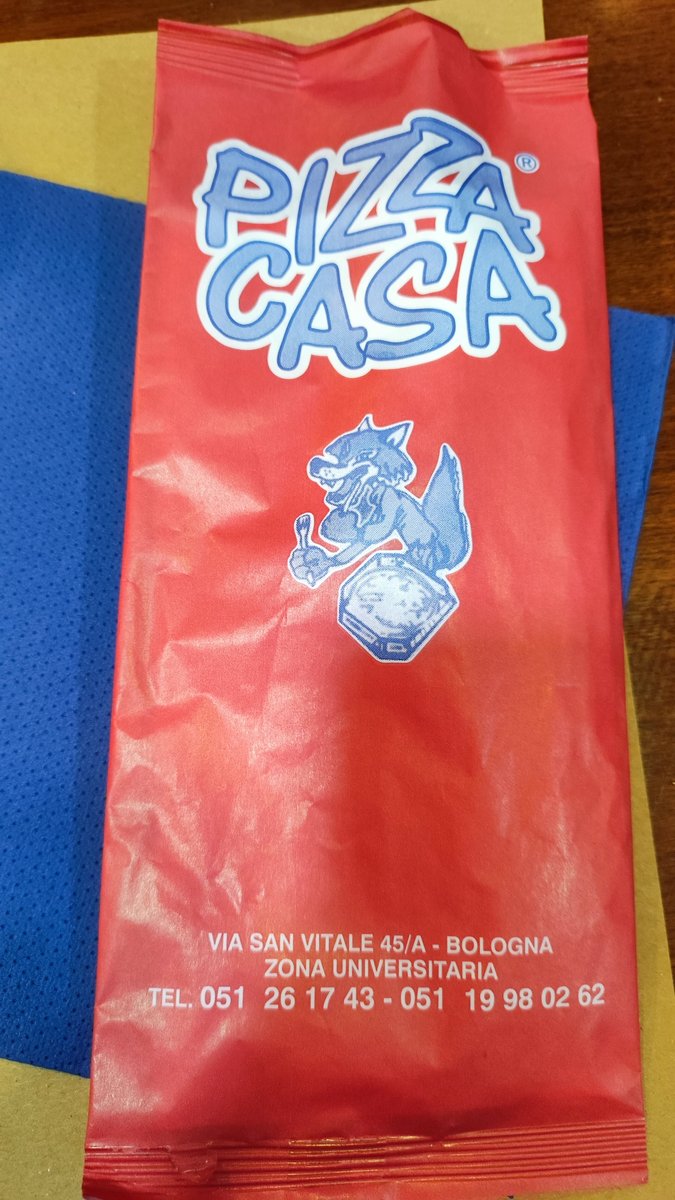 PIZZA®
CASA
VIA SAN VITALE 45/A - BOLOGNA
ZONA UNIVERSITARIA
TEL. 051 26 17 43 - 051 19 98 02 62